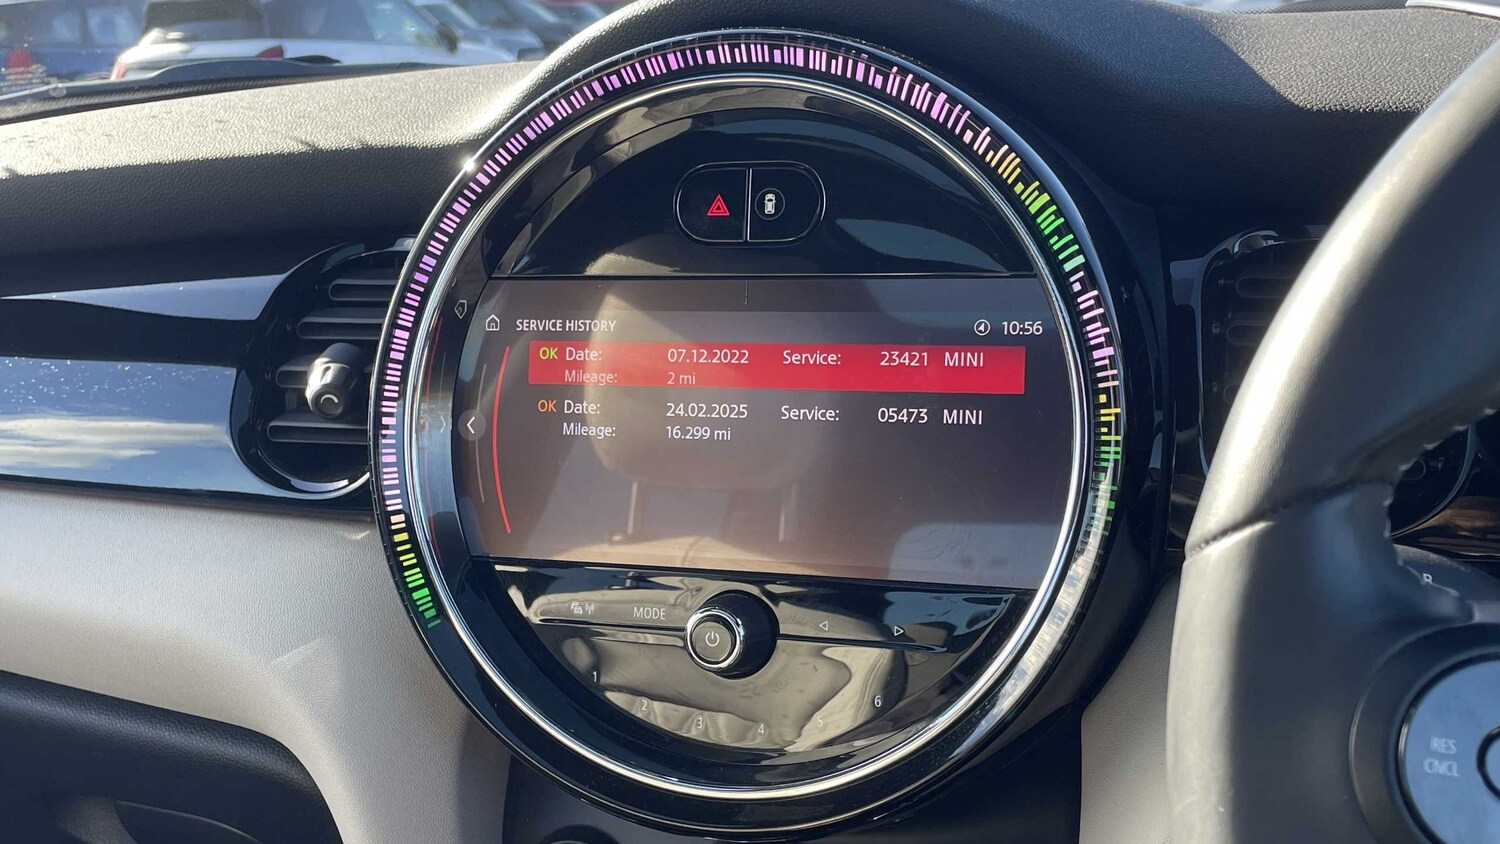 SERVICE HISTORY 10:56
OK Date: 07.12.2022 Service: 23421 MINI
Mileage: 2 mi
OK Date: 24.02.2025 Service: 05473 MINI
Mileage: 16.299 mi
MODE
1 2 3 4 5 6
R
RES
CNCL